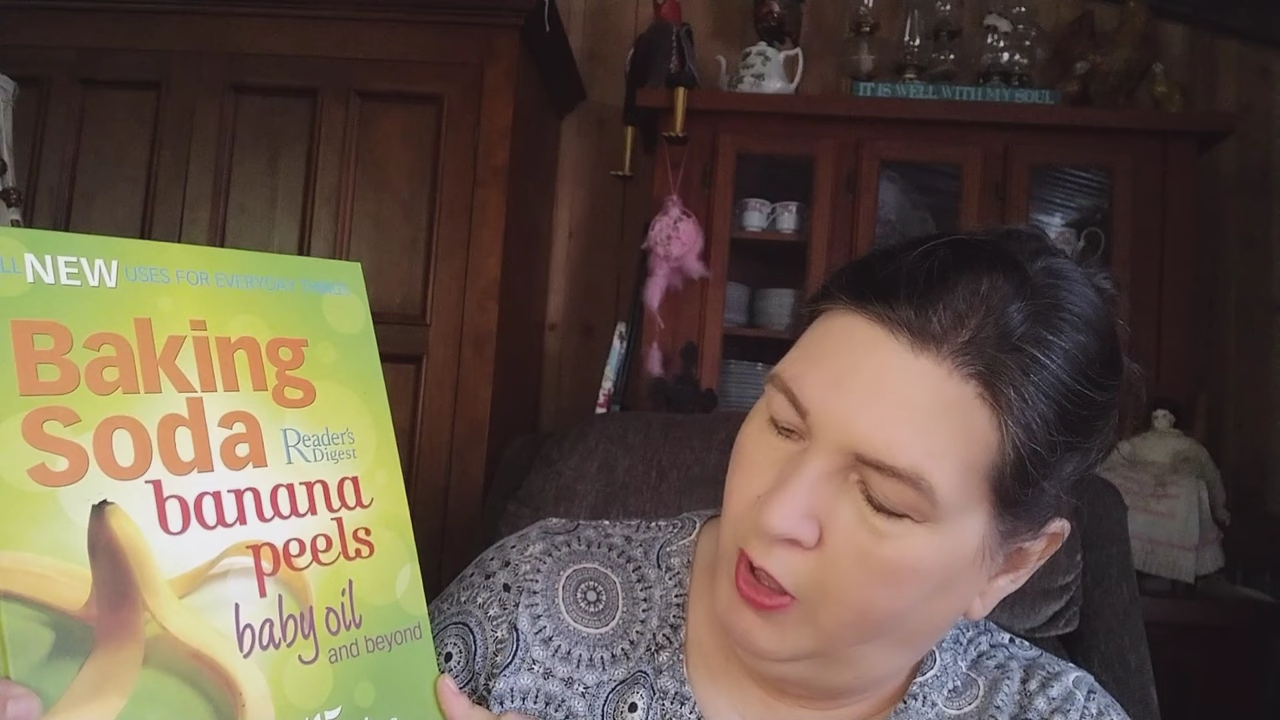 IT IS WELL WITH MY SOUL
LL NEW USES FOR EVERYDAY
Baking
Soda
Reader's
Digest
banana
peels
baby oil
and beyond